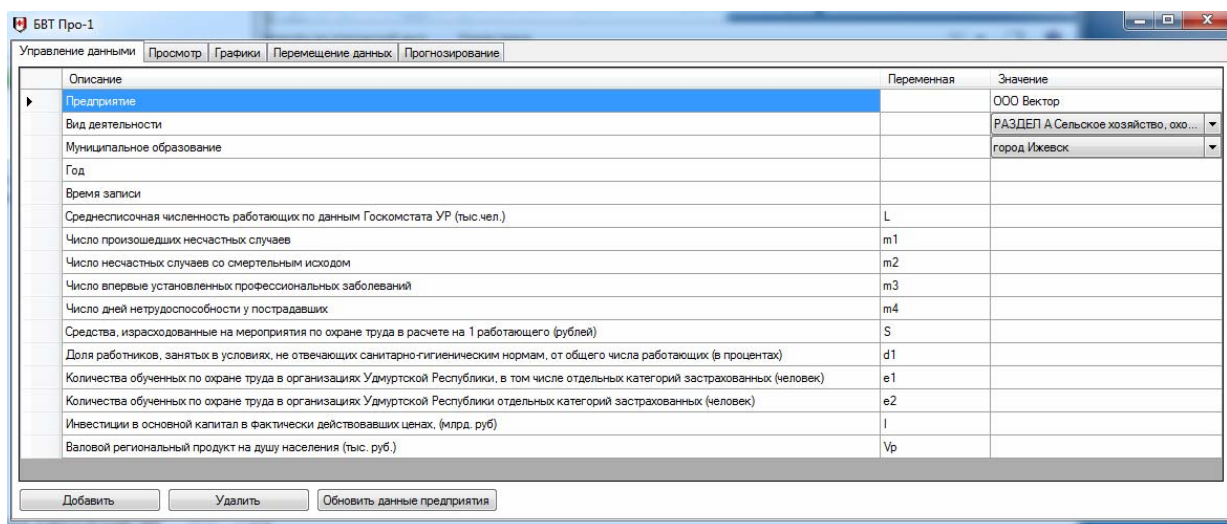 БВТ Про-1
Управление данными Просмотр Графики Перемещение данных Прогнозирование
Описание Переменная Значение
Предприятие ООО Вектор
Вид деятельности РАЗДЕЛ А Сельское хозяйство, охо...
Муниципальное образование город Ижевск
Год
Время записи
Среднесписочная численность работающих по данным Госкомстата УР (тыс.чел.) L
Число произошедших несчастных случаев m1
Число несчастных случаев со смертельным исходом m2
Число впервые установленных профессиональных заболеваний m3
Число дней нетрудоспособности у пострадавших m4
Средства, израсходованные на мероприятия по охране труда в расчете на 1 работающего (рублей) S
Доля работников, занятых в условиях, не отвечающих санитарно-гигиеническим нормам, от общего числа работающих (в процентах) d1
Количества обученных по охране труда в организациях Удмуртской Республики, в том числе отдельных категорий застрахованных (человек) e1
Количества обученных по охране труда в организациях Удмуртской Республики отдельных категорий застрахованных (человек) e2
Инвестиции в основной капитал в фактически действовавших ценах, (млрд. руб) I
Валовой региональный продукт на душу населения (тыс. руб.) Vp
Добавить Удалить Обновить данные предприятия